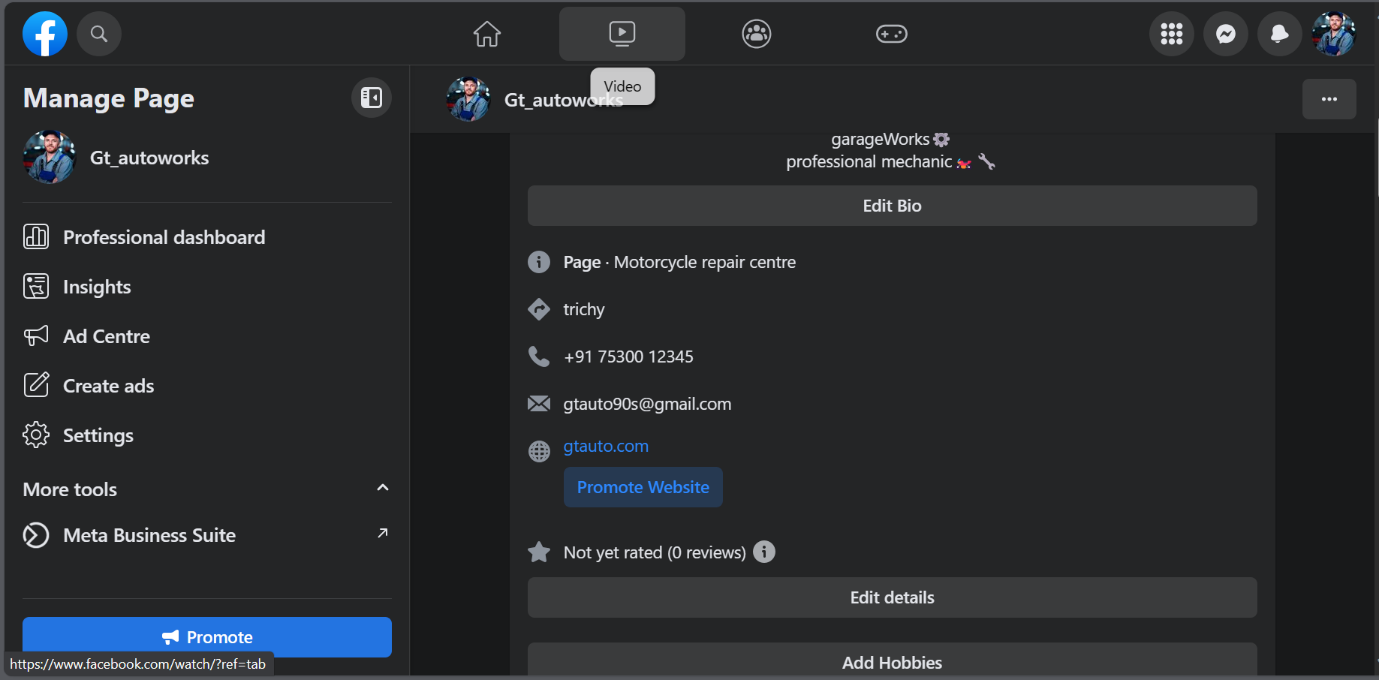 Video
Manage Page
Gt_autoworks
Professional dashboard
Insights
Ad Centre
Create ads
Settings
More tools
Meta Business Suite
Promote
https://www.facebook.com/watch/?ref=tab
Gt_autoworks
garageWorks
professional mechanic
Edit Bio
Page · Motorcycle repair centre
trichy
+91 75300 12345
gtauto90s@gmail.com
gtauto.com
Promote Website
Not yet rated (0 reviews)
Edit details
Add Hobbies